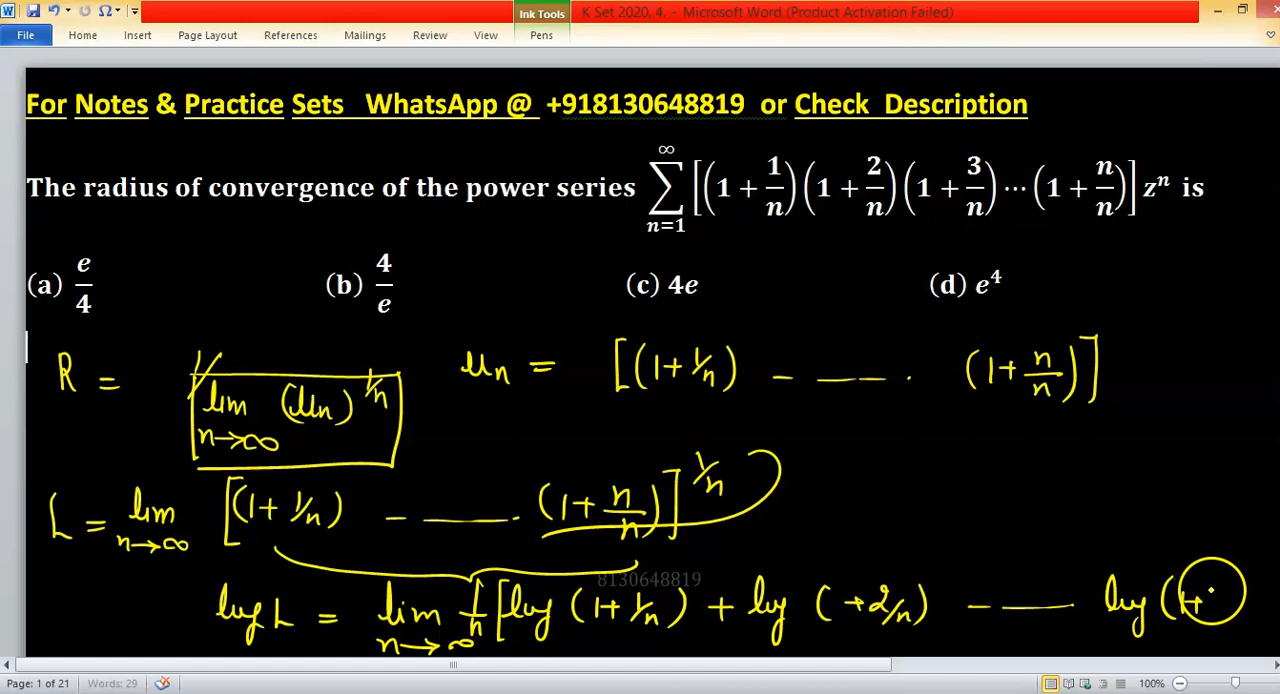 Ink Tools K Set 2020, 4. - Microsoft Word (Product Activation Failed)
File Home Insert Page Layout References Mailings Review View Pens
For Notes & Practice Sets WhatsApp @ +918130648819 or Check Description
The radius of convergence of the power series ∑_{n=1}^{∞} [(1 + 1/n)(1 + 2/n)(1 + 3/n)⋯(1 + n/n)] zⁿ is
(a) e/4 (b) 4/e (c) 4e (d) e⁴
R = 1/ lim_{n→∞} (uₙ)^{1/n} uₙ = [(1+1/n) - —— . (1+n/n)]
L = lim_{n→∞} [(1+1/n) - ——. (1+n/n)]^{1/n}
8130648819
log L = lim_{n→∞} 1/n [log (1+1/n) + log ( +2/n) - —— log (1+
Page: 1 of 21 Words: 29 100%